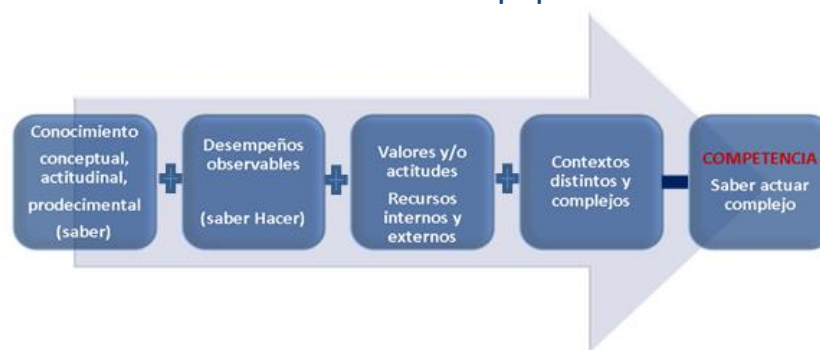 Conocimiento
conceptual,
actitudinal,
prodecimental
(saber)
Desempeños
observables
(saber Hacer)
Valores y/o
actitudes
Recursos
internos y
externos
Contextos
distintos y
complejos
COMPETENCIA
Saber actuar
complejo